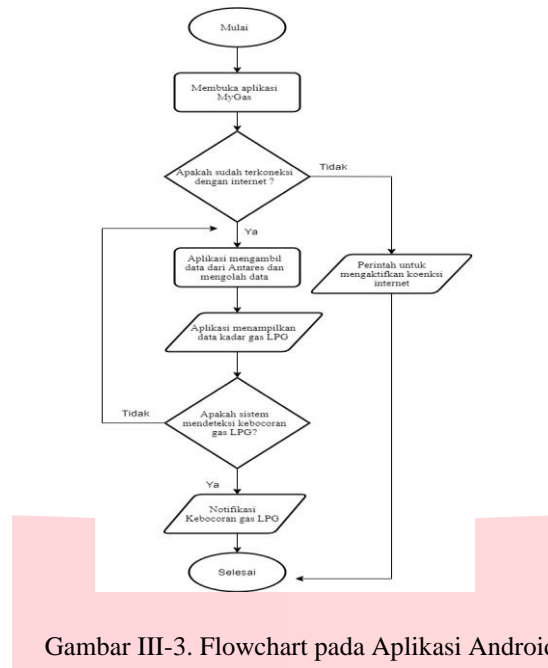 Mulai
Membuka aplikasi
MyGas
Apakah sudah terkoneksi
dengan internet ?
Tidak
Ya
Aplikasi mengambil
data dari Antares dan
mengolah data
Perintah untuk
mengaktifkan koenksi
internet
Aplikasi menampilkan
data kadar gas LPG
Tidak
Apakah sistem
mendeteksi kebocoran
gas LPG?
Ya
Notifikasi
Kebocoran gas LPG
Selesai
Gambar III-3. Flowchart pada Aplikasi Android